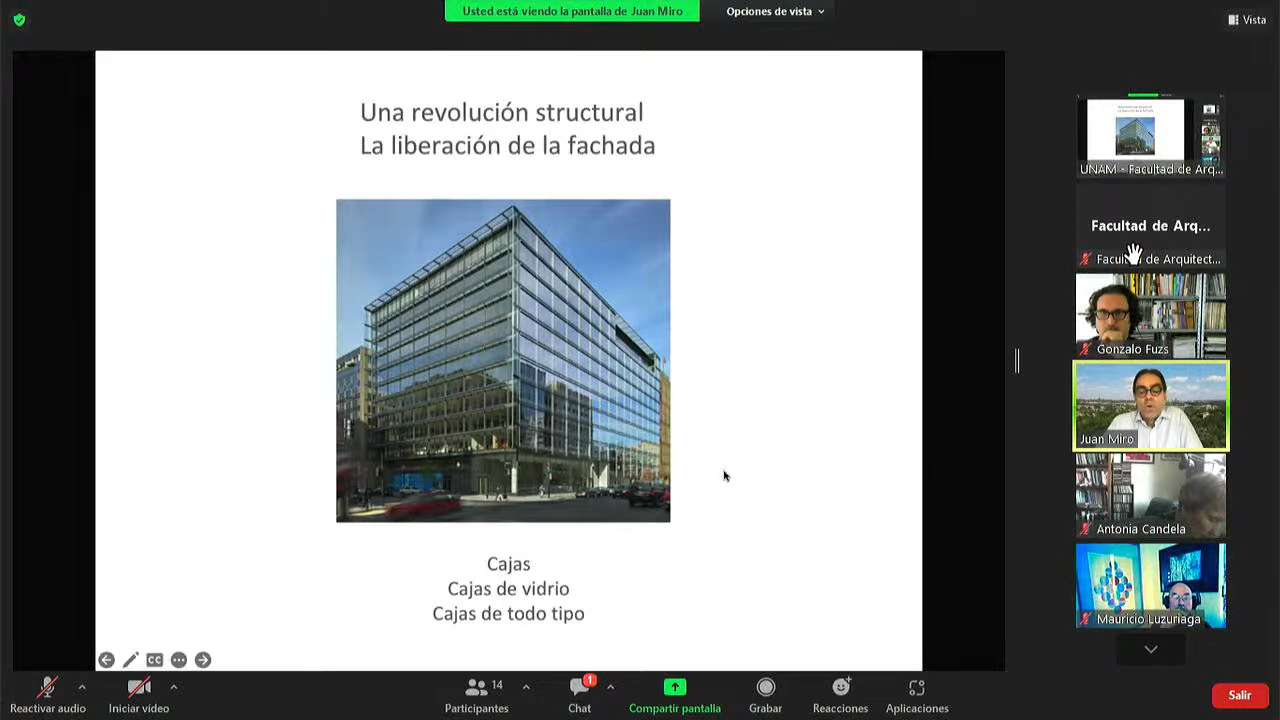 Usted está viendo la pantalla de Juan Miro
Opciones de vista
Vista
Una revolución structural
La liberación de la fachada
Cajas
Cajas de vidrio
Cajas de todo tipo
CC
UNAM - Facultad de Arq...
Facultad de Arq...
de Arquitect...
Gonzalo Fuzs
Juan Miro
Antonia Candela
Mauricio Luzuriaga
Reactivar audio
Iniciar video
14
Participantes
1
Chat
Compartir pantalla
Grabar
Reacciones
Aplicaciones
Salir